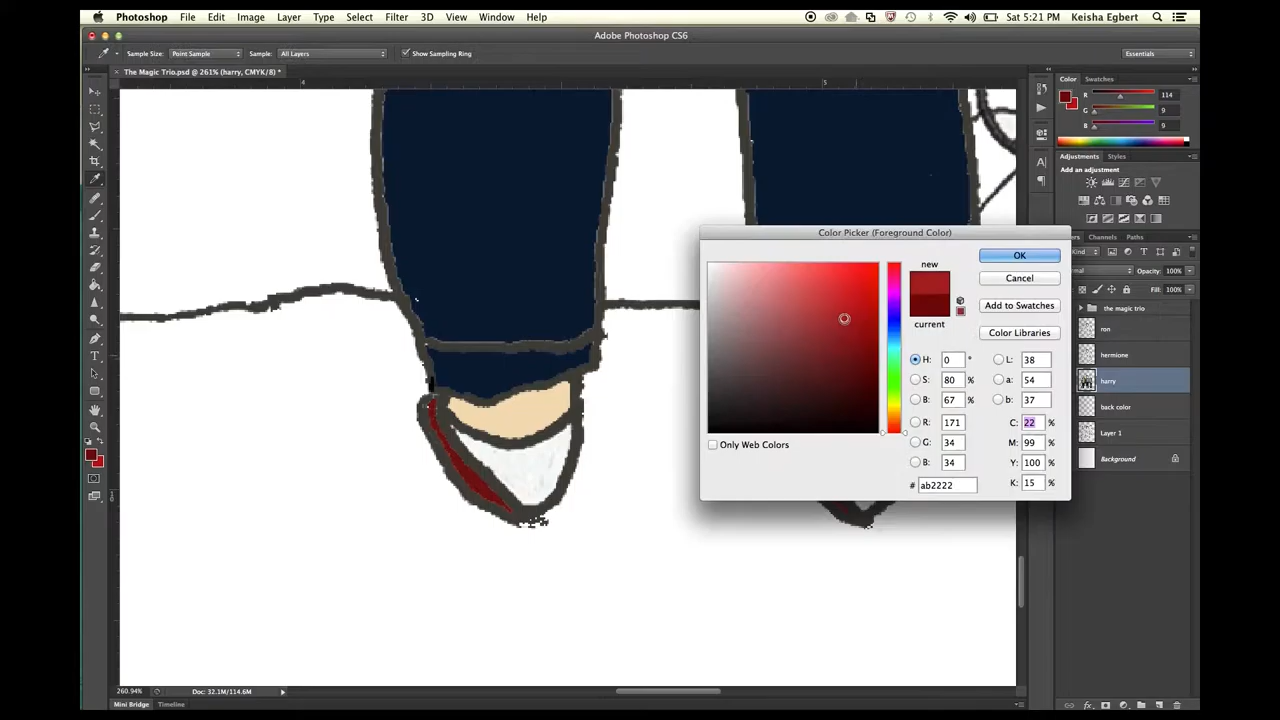 Photoshop File Edit Image Layer Type Select Filter 3D View Window Help Sat 5:21 PM Keisha Egbert
Adobe Photoshop CS6
Sample Size: Point Sample Sample: All Layers Show Sampling Ring Essentials
The Magic Trio.psd @ 261% (harry, CMYK/8) *
4 5
Color Swatches
R 114
G 9
B 9
Adjustments Styles
Add an adjustment
Channels Paths
Kind
Opacity: 100%
Fill: 100%
the magic trio
ron
hermione
harry
back color
Layer 1
Background
Color Picker (Foreground Color)
new
current
OK
Cancel
Add to Swatches
Color Libraries
H: 0 ° L: 38
S: 80 % a: 54
B: 67 % b: 37
R: 171 C: 22 %
G: 34 M: 99 %
B: 34 Y: 100 %
# ab2222 K: 15 %
Only Web Colors
260.94% Doc: 32.1M/114.6M
Mini Bridge Timeline